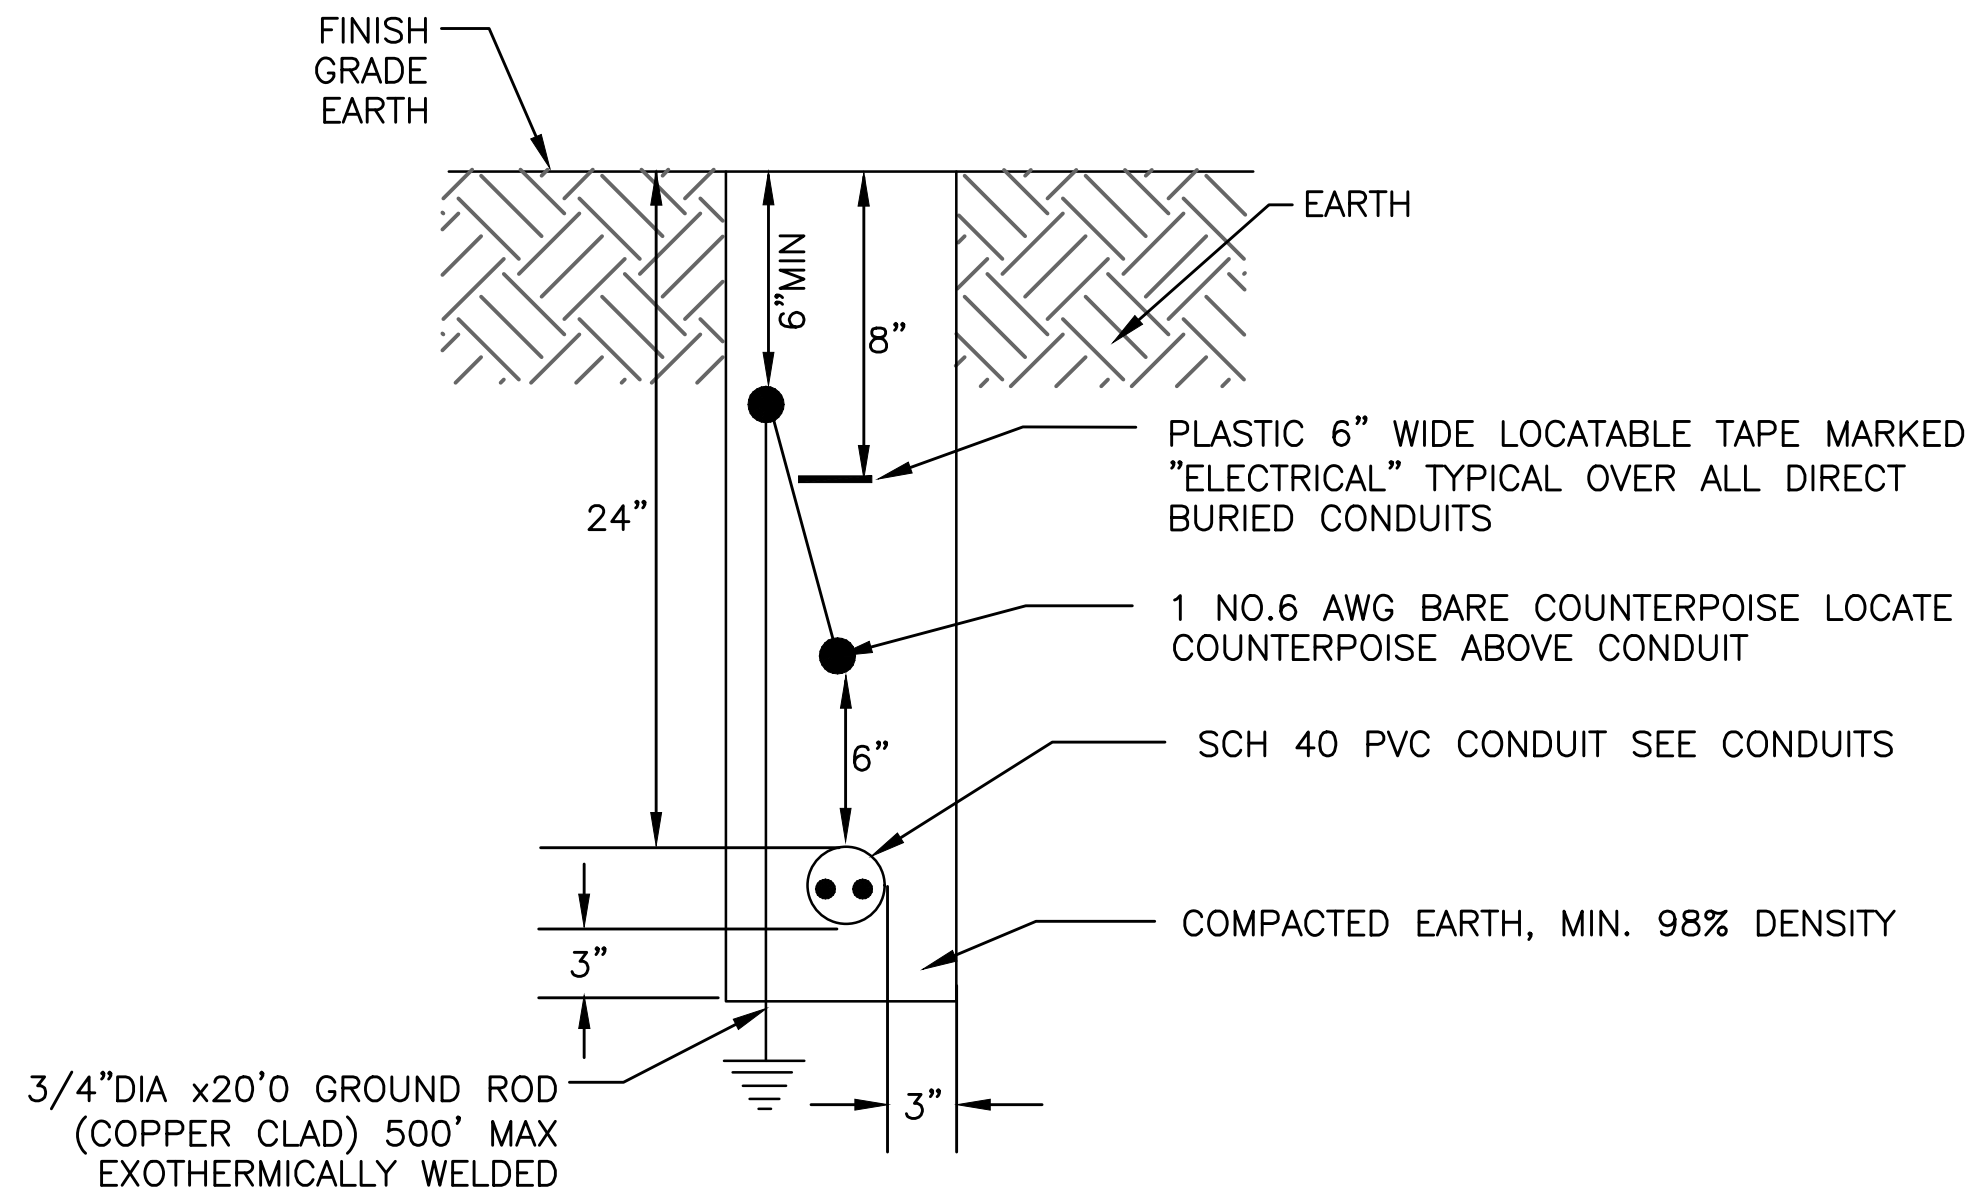 FINISH
GRADE
EARTH
EARTH
6”MIN
8”
24”
PLASTIC 6” WIDE LOCATABLE TAPE MARKED
”ELECTRICAL” TYPICAL OVER ALL DIRECT
BURIED CONDUITS
1 NO.6 AWG BARE COUNTERPOISE LOCATE
COUNTERPOISE ABOVE CONDUIT
6”
SCH 40 PVC CONDUIT SEE CONDUITS
COMPACTED EARTH, MIN. 98% DENSITY
3”
3/4”DIA x20’0 GROUND ROD
(COPPER CLAD) 500’ MAX
EXOTHERMICALLY WELDED
3”